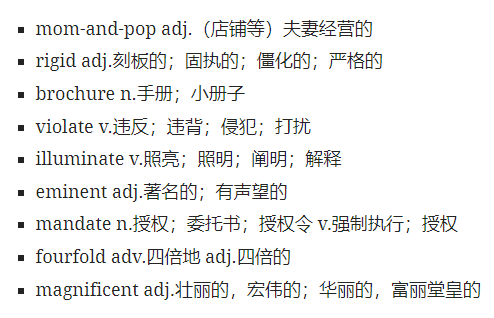 mom-and-pop adj.（店铺等）夫妻经营的
rigid adj.刻板的；固执的；僵化的；严格的
brochure n.手册；小册子
violate v.违反；违背；侵犯；打扰
illuminate v.照亮；照明；阐明；解释
eminent adj.著名的；有声望的
mandate n.授权；委托书；授权令 v.强制执行；授权
fourfold adv.四倍地 adj.四倍的
magnificent adj.壮丽的，宏伟的；华丽的，富丽堂皇的